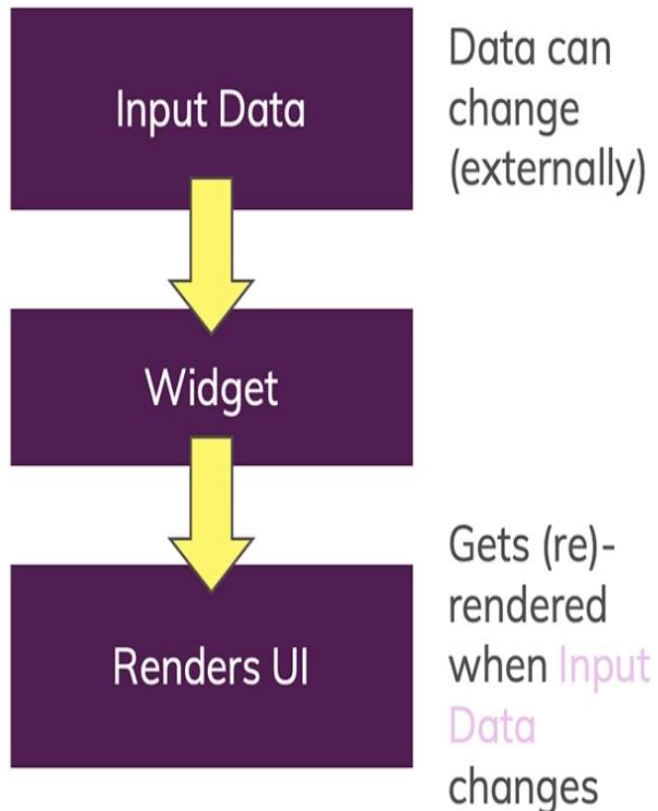 Input Data
Data can
change
(externally)
Widget
Renders UI
Gets (re)-
rendered
when Input
Data
changes